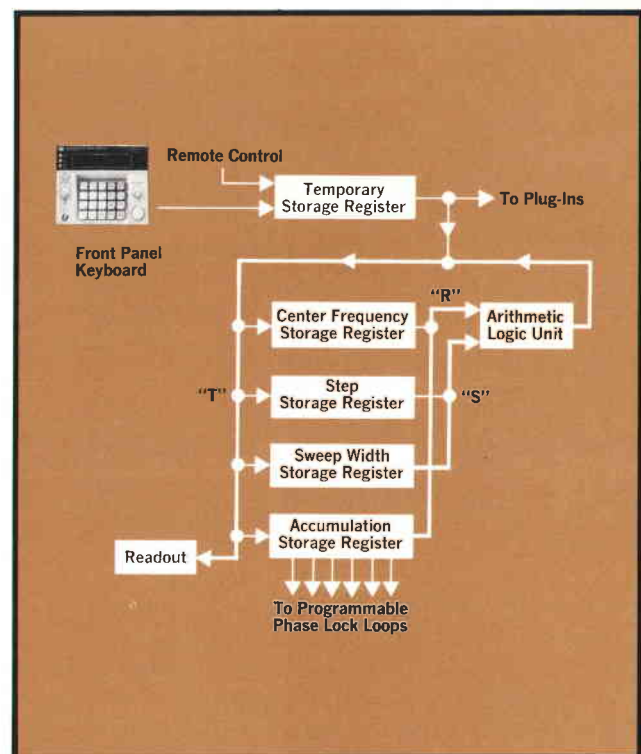 Remote Control
Temporary
Storage Register
To Plug-Ins
Front Panel
Keyboard
"R"
Center Frequency
Storage Register
Arithmetic
Logic Unit
"T"
Step
Storage Register
"S"
Sweep Width
Storage Register
Accumulation
Storage Register
Readout
To Programmable
Phase Lock Loops